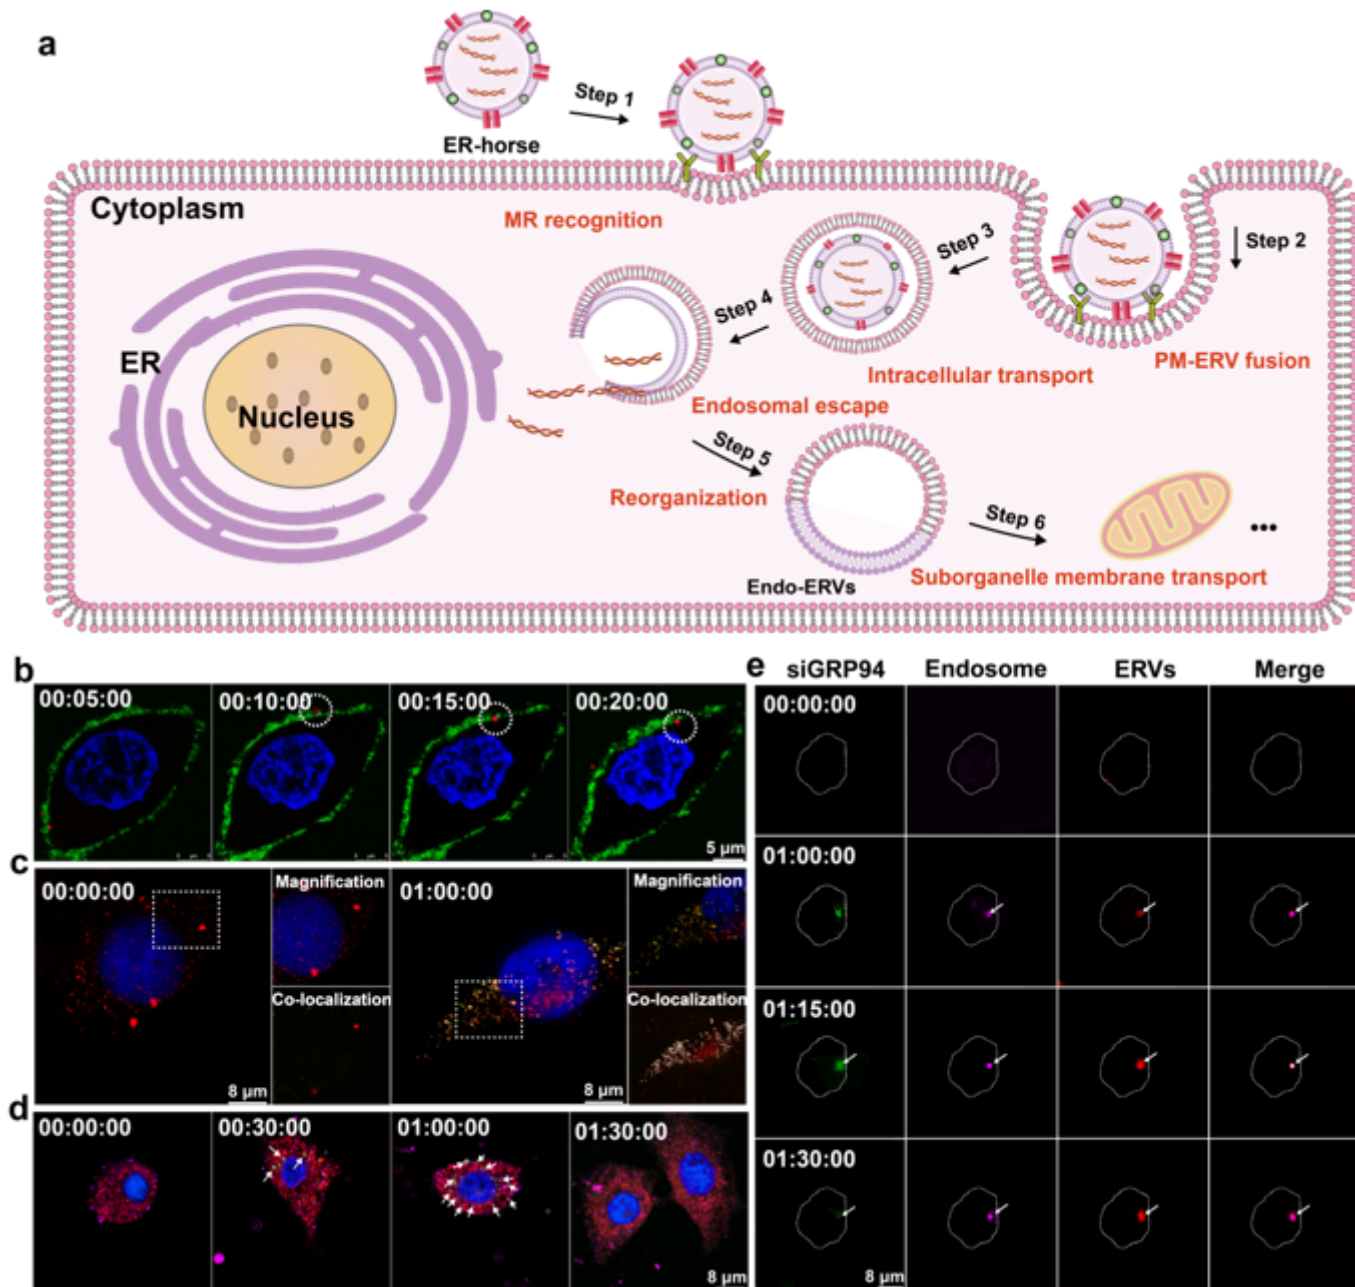 a
ER-horse
Step 1
Cytoplasm
MR recognition
Step 2
Step 3
Step 4
PM-ERV fusion
Intracellular transport
ER
Nucleus
Endosomal escape
Step 5
Reorganization
Step 6
Endo-ERVs
Suborganelle membrane transport
...
b
00:05:00
00:10:00
00:15:00
00:20:00
5 µm
c
00:00:00
Magnification
Co-localization
8 µm
01:00:00
Magnification
Co-localization
8 µm
d
00:00:00
00:30:00
01:00:00
01:30:00
8 µm
e
siGRP94 Endosome ERVs Merge
00:00:00
01:00:00
01:15:00
01:30:00
8 µm